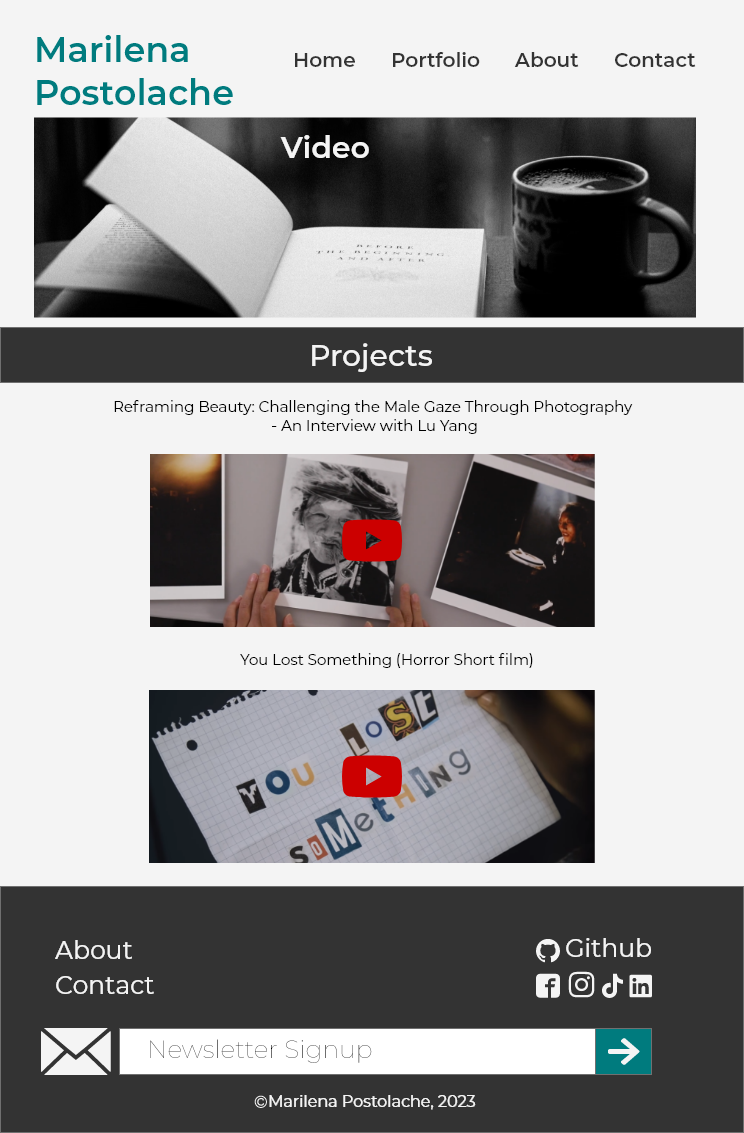 Marilena
Postolache
Home Portfolio About Contact
Video
BEFORE
THE BEGINNING
AND AFTER
Projects
Reframing Beauty: Challenging the Male Gaze Through Photography
- An Interview with Lu Yang
You Lost Something (Horror Short film)
YOU LOST
SOMETHING
About
Contact
Github
Newsletter Signup
©Marilena Postolache, 2023